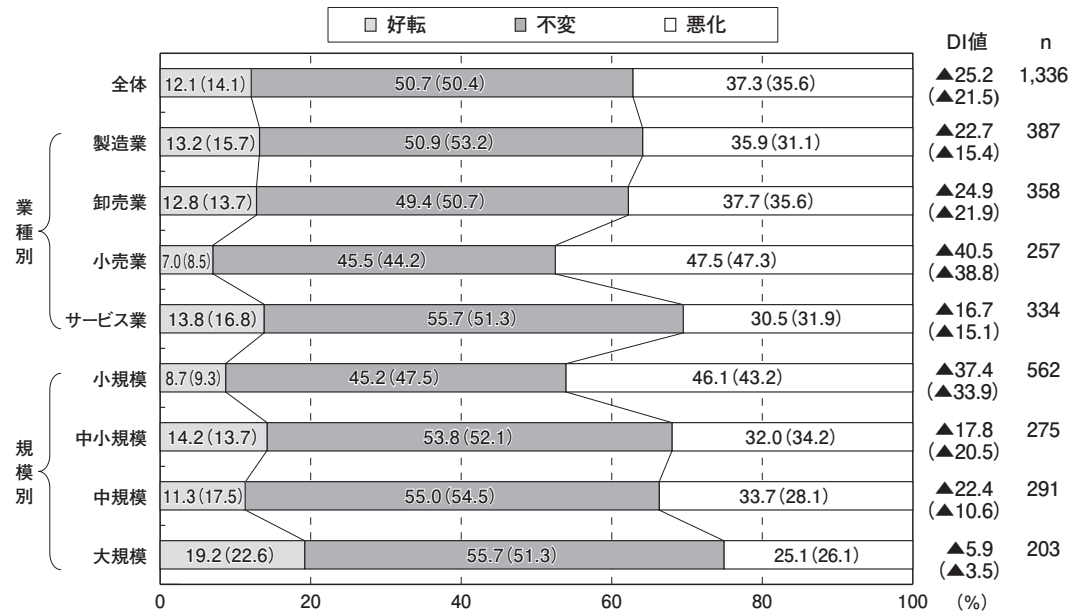 好転 不変 悪化
DI値 n
全体 12.1(14.1) 50.7(50.4) 37.3(35.6) ▲25.2 1,336
(▲21.5)
業種別
製造業 13.2(15.7) 50.9(53.2) 35.9(31.1) ▲22.7 387
(▲15.4)
卸売業 12.8(13.7) 49.4(50.7) 37.7(35.6) ▲24.9 358
(▲21.9)
小売業 7.0(8.5) 45.5(44.2) 47.5(47.3) ▲40.5 257
(▲38.8)
サービス業 13.8(16.8) 55.7(51.3) 30.5(31.9) ▲16.7 334
(▲15.1)
規模別
小規模 8.7(9.3) 45.2(47.5) 46.1(43.2) ▲37.4 562
(▲33.9)
中小規模 14.2(13.7) 53.8(52.1) 32.0(34.2) ▲17.8 275
(▲20.5)
中規模 11.3(17.5) 55.0(54.5) 33.7(28.1) ▲22.4 291
(▲10.6)
大規模 19.2(22.6) 55.7(51.3) 25.1(26.1) ▲5.9 203
(▲3.5)
0 20 40 60 80 100 (%)